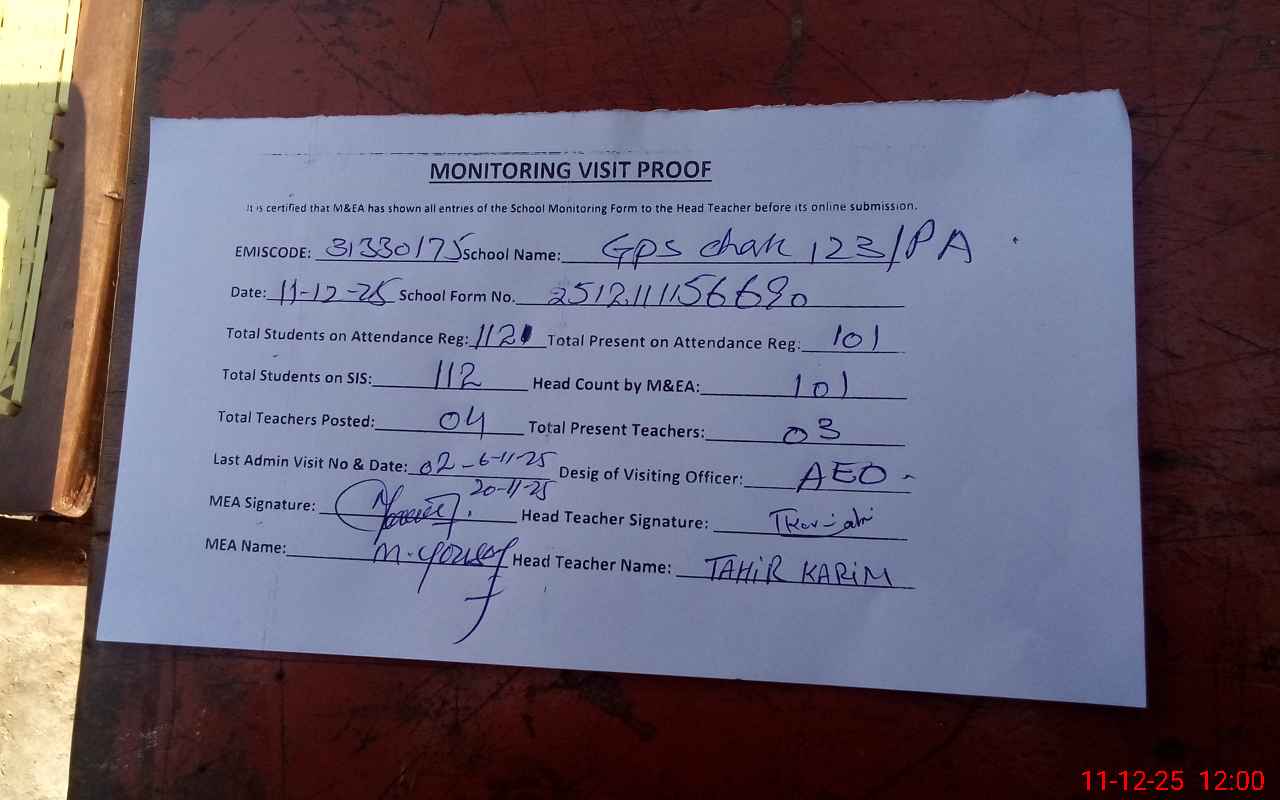 MONITORING VISIT PROOF
It is certified that M&EA has shown all entries of the School Monitoring Form to the Head Teacher before its online submission.
EMISCODE: 31330175 School Name: GPS chak 123/PA
Date: 11-12-25 School Form No. 2512111156690
Total Students on Attendance Reg: 112 Total Present on Attendance Reg: 101
Total Students on SIS: 112 Head Count by M&EA: 101
Total Teachers Posted: 04 Total Present Teachers: 03
Last Admin Visit No & Date: 02 - 6-11-25 Desig of Visiting Officer: AEO
20-11-25
MEA Signature: Head Teacher Signature:
MEA Name: M. Yousaf Head Teacher Name: TAHIR KARIM
11-12-25 12:00